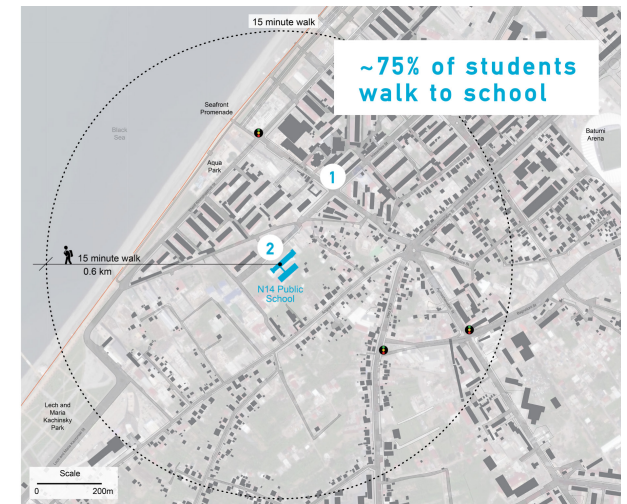 15 minute walk
~75% of students
walk to school
Seafront
Promenade
Black
Sea
Batumi
Arena
Aqua
Park
1
2
15 minute walk
0.6 km
N14 Public
School
Lech and
Maria
Kachinsky
Park
Scale
0 200m